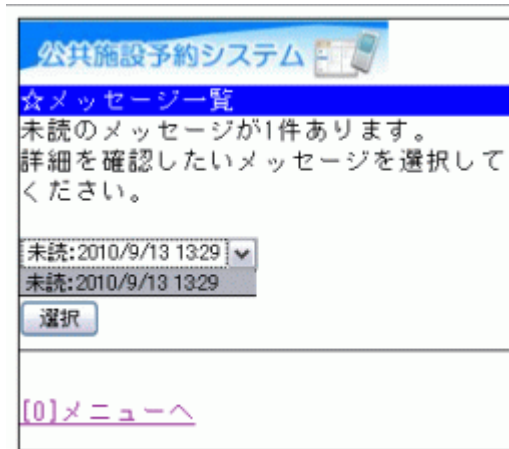 公共施設予約システム
☆メッセージ一覧
未読のメッセージが1件あります。
詳細を確認したいメッセージを選択して
ください。
未読:2010/9/13 13:29
未読:2010/9/13 13:29
選択
[0]メニューへ